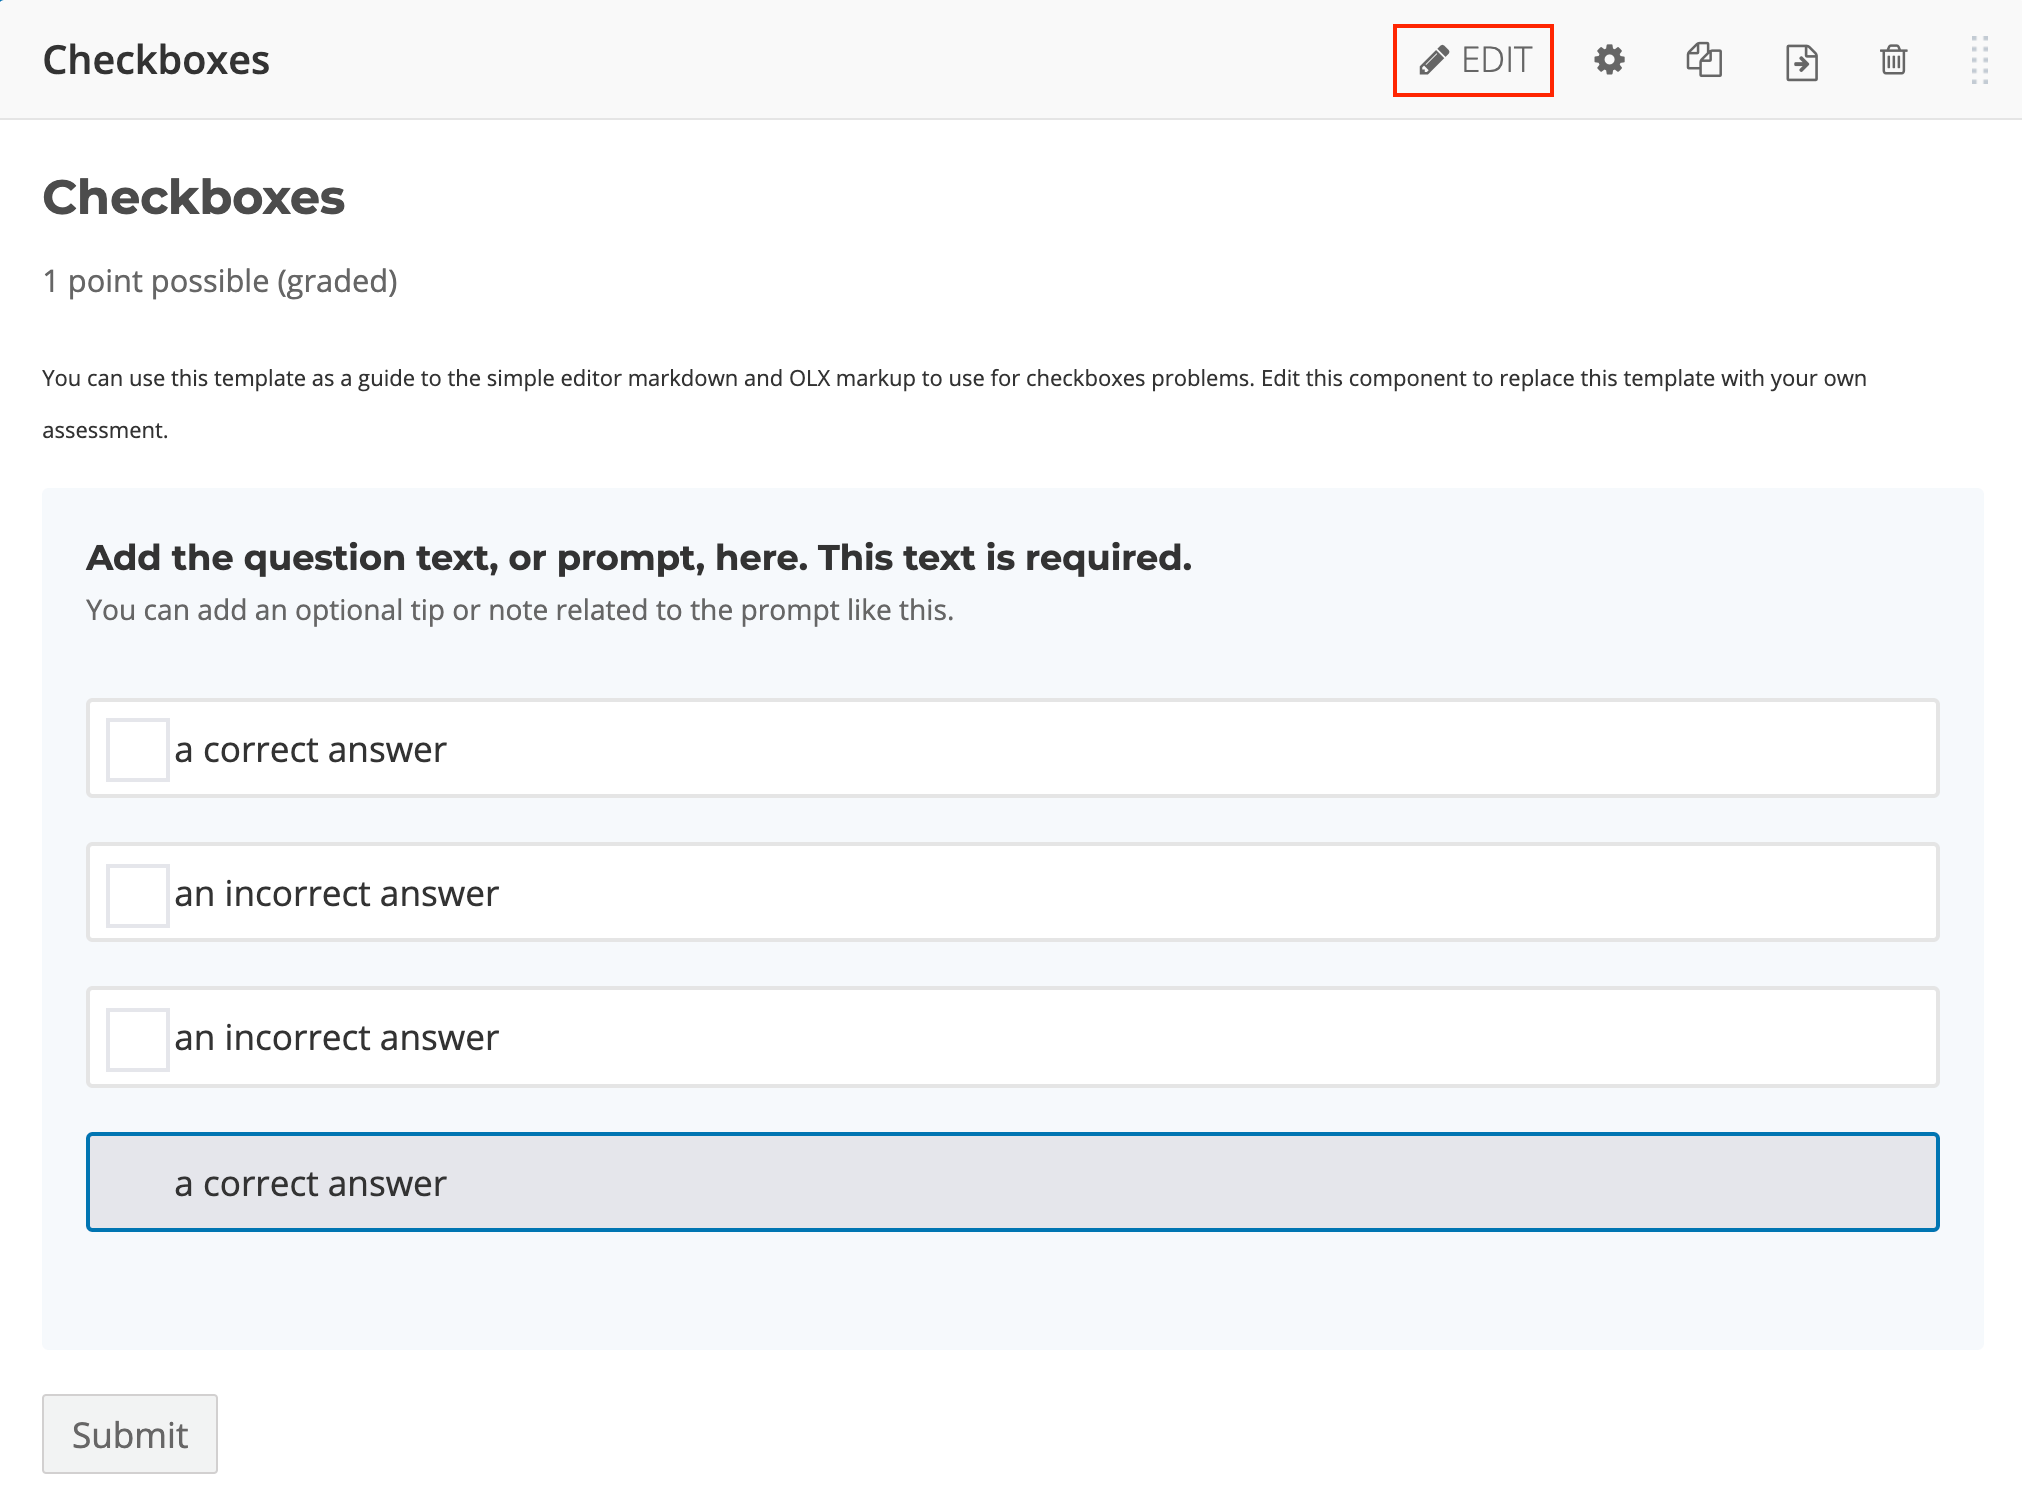 Checkboxes
EDIT
Checkboxes
1 point possible (graded)
You can use this template as a guide to the simple editor markdown and OLX markup to use for checkboxes problems. Edit this component to replace this template with your own
assessment.
Add the question text, or prompt, here. This text is required.
You can add an optional tip or note related to the prompt like this.
a correct answer
an incorrect answer
an incorrect answer
a correct answer
Submit